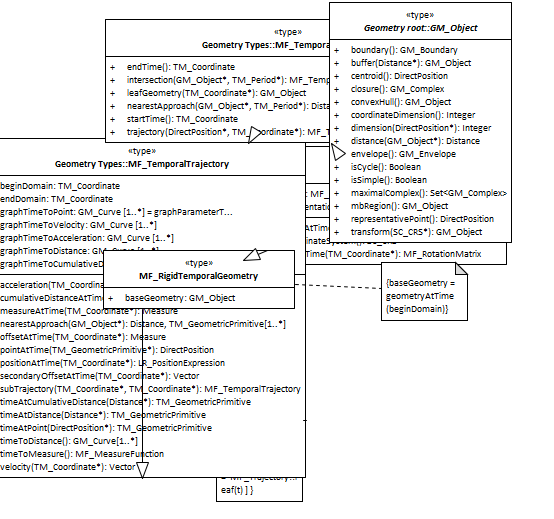 «type»
Geometry root::GM_Object
+ boundary(): GM_Boundary
+ buffer(Distance*): GM_Object
+ centroid(): DirectPosition
+ closure(): GM_Complex
+ convexHull(): GM_Object
+ coordinateDimension(): Integer
+ dimension(DirectPosition*): Integer
+ distance(GM_Object*): Distance
+ envelope(): GM_Envelope
+ isCycle(): Boolean
+ isSimple(): Boolean
+ maximalComplex(): Set<GM_Complex>
+ mbRegion(): GM_Object
+ representativePoint(): DirectPosition
+ transform(SC_CRS*): GM_Object
«type»
Geometry Types::MF_Tempora
+ endTime(): TM_Coordinate
+ intersection(GM_Object*, TM_Period*): MF_Temp
+ leafGeometry(TM_Coordinate*): GM_Object
+ nearestApproach(GM_Object*, TM_Period*): Dista
+ startTime(): TM_Coordinate
+ trajectory(DirectPosition*, TM_Coordinate*): MF_T
«type»
Geometry Types::MF_TemporalTrajectory
beginDomain: TM_Coordinate
endDomain: TM_Coordinate
graphTimeToPoint: GM_Curve [1..*] = graphParameterT...
graphTimeToVelocity: GM_Curve [1..*]
graphTimeToAcceleration: GM_Curve [1..*]
graphTimeToDistance: GM_Curve [1..*]
graphTimeToCumulativeD
acceleration(TM_Coordina
cumulativeDistanceAtTime
measureAtTime(TM_Coordinate*): Measure
nearestApproach(GM_Object*): Distance, TM_GeometricPrimitive[1..*]
offsetAtTime(TM_Coordinate*): Measure
pointAtTime(TM_GeometricPrimitive*): DirectPosition
positionAtTime(TM_Coordinate*): LR_PositionExpression
secondaryOffsetAtTime(TM_Coordinate*): Vector
subTrajectory(TM_Coordinate*, TM_Coordinate*): MF_TemporalTrajectory
timeAtCumulativeDistance(Distance*): TM_GeometricPrimitive
timeAtDistance(Distance*): TM_GeometricPrimitive
timeAtPoint(DirectPosition*): TM_GeometricPrimitive
timeToDistance(): GM_Curve[1..*]
timeToMeasure(): MF_MeasureFunction
velocity(TM_Coordinate*): Vector
«type»
MF_RigidTemporalGeometry
+ baseGeometry: GM_Object
Time(TM_Coordinate*): MF_RotationMatrix
{baseGeometry =
geometryAtTime
(beginDomain)}
eaf(t) ] }